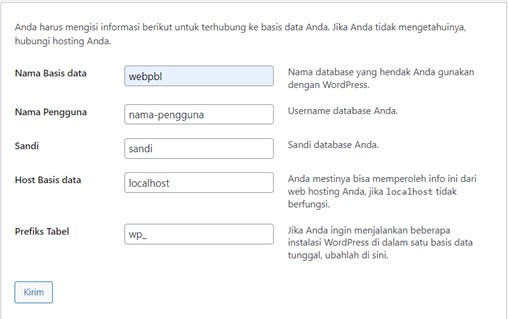 Anda harus mengisi informasi berikut untuk terhubung ke basis data Anda. Jika Anda tidak mengetahuinya,
hubungi hosting Anda.
Nama Basis data
webpbl
Nama database yang hendak Anda gunakan
dengan WordPress.
Nama Pengguna
nama-pengguna
Username database Anda.
Sandi
sandi
Sandi database Anda.
Host Basis data
localhost
Anda mestinya bisa memperoleh info ini dari
web hosting Anda, jika localhost tidak
berfungsi.
Prefiks Tabel
wp_
Jika Anda ingin menjalankan beberapa
instalasi WordPress di dalam satu basis data
tunggal, ubahlah di sini.
Kirim